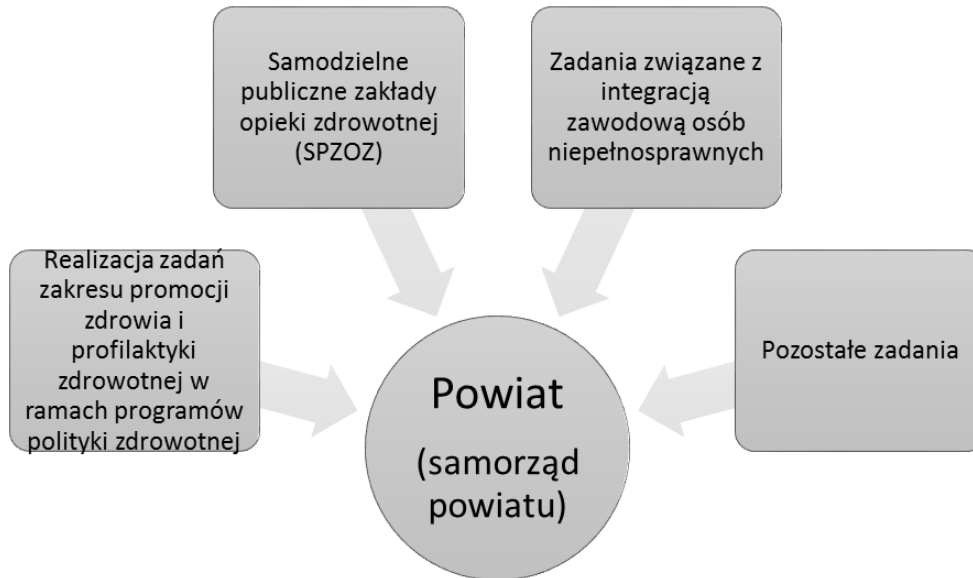 Samodzielne
publiczne zakłady
opieki zdrowotnej
(SPZOZ)
Zadania związane z
integracją
zawodową osób
niepełnosprawnych
Realizacja zadań
zakresu promocji
zdrowia i
profilaktyki
zdrowotnej w
ramach programów
polityki zdrowotnej
Pozostałe zadania
Powiat
(samorząd
powiatu)